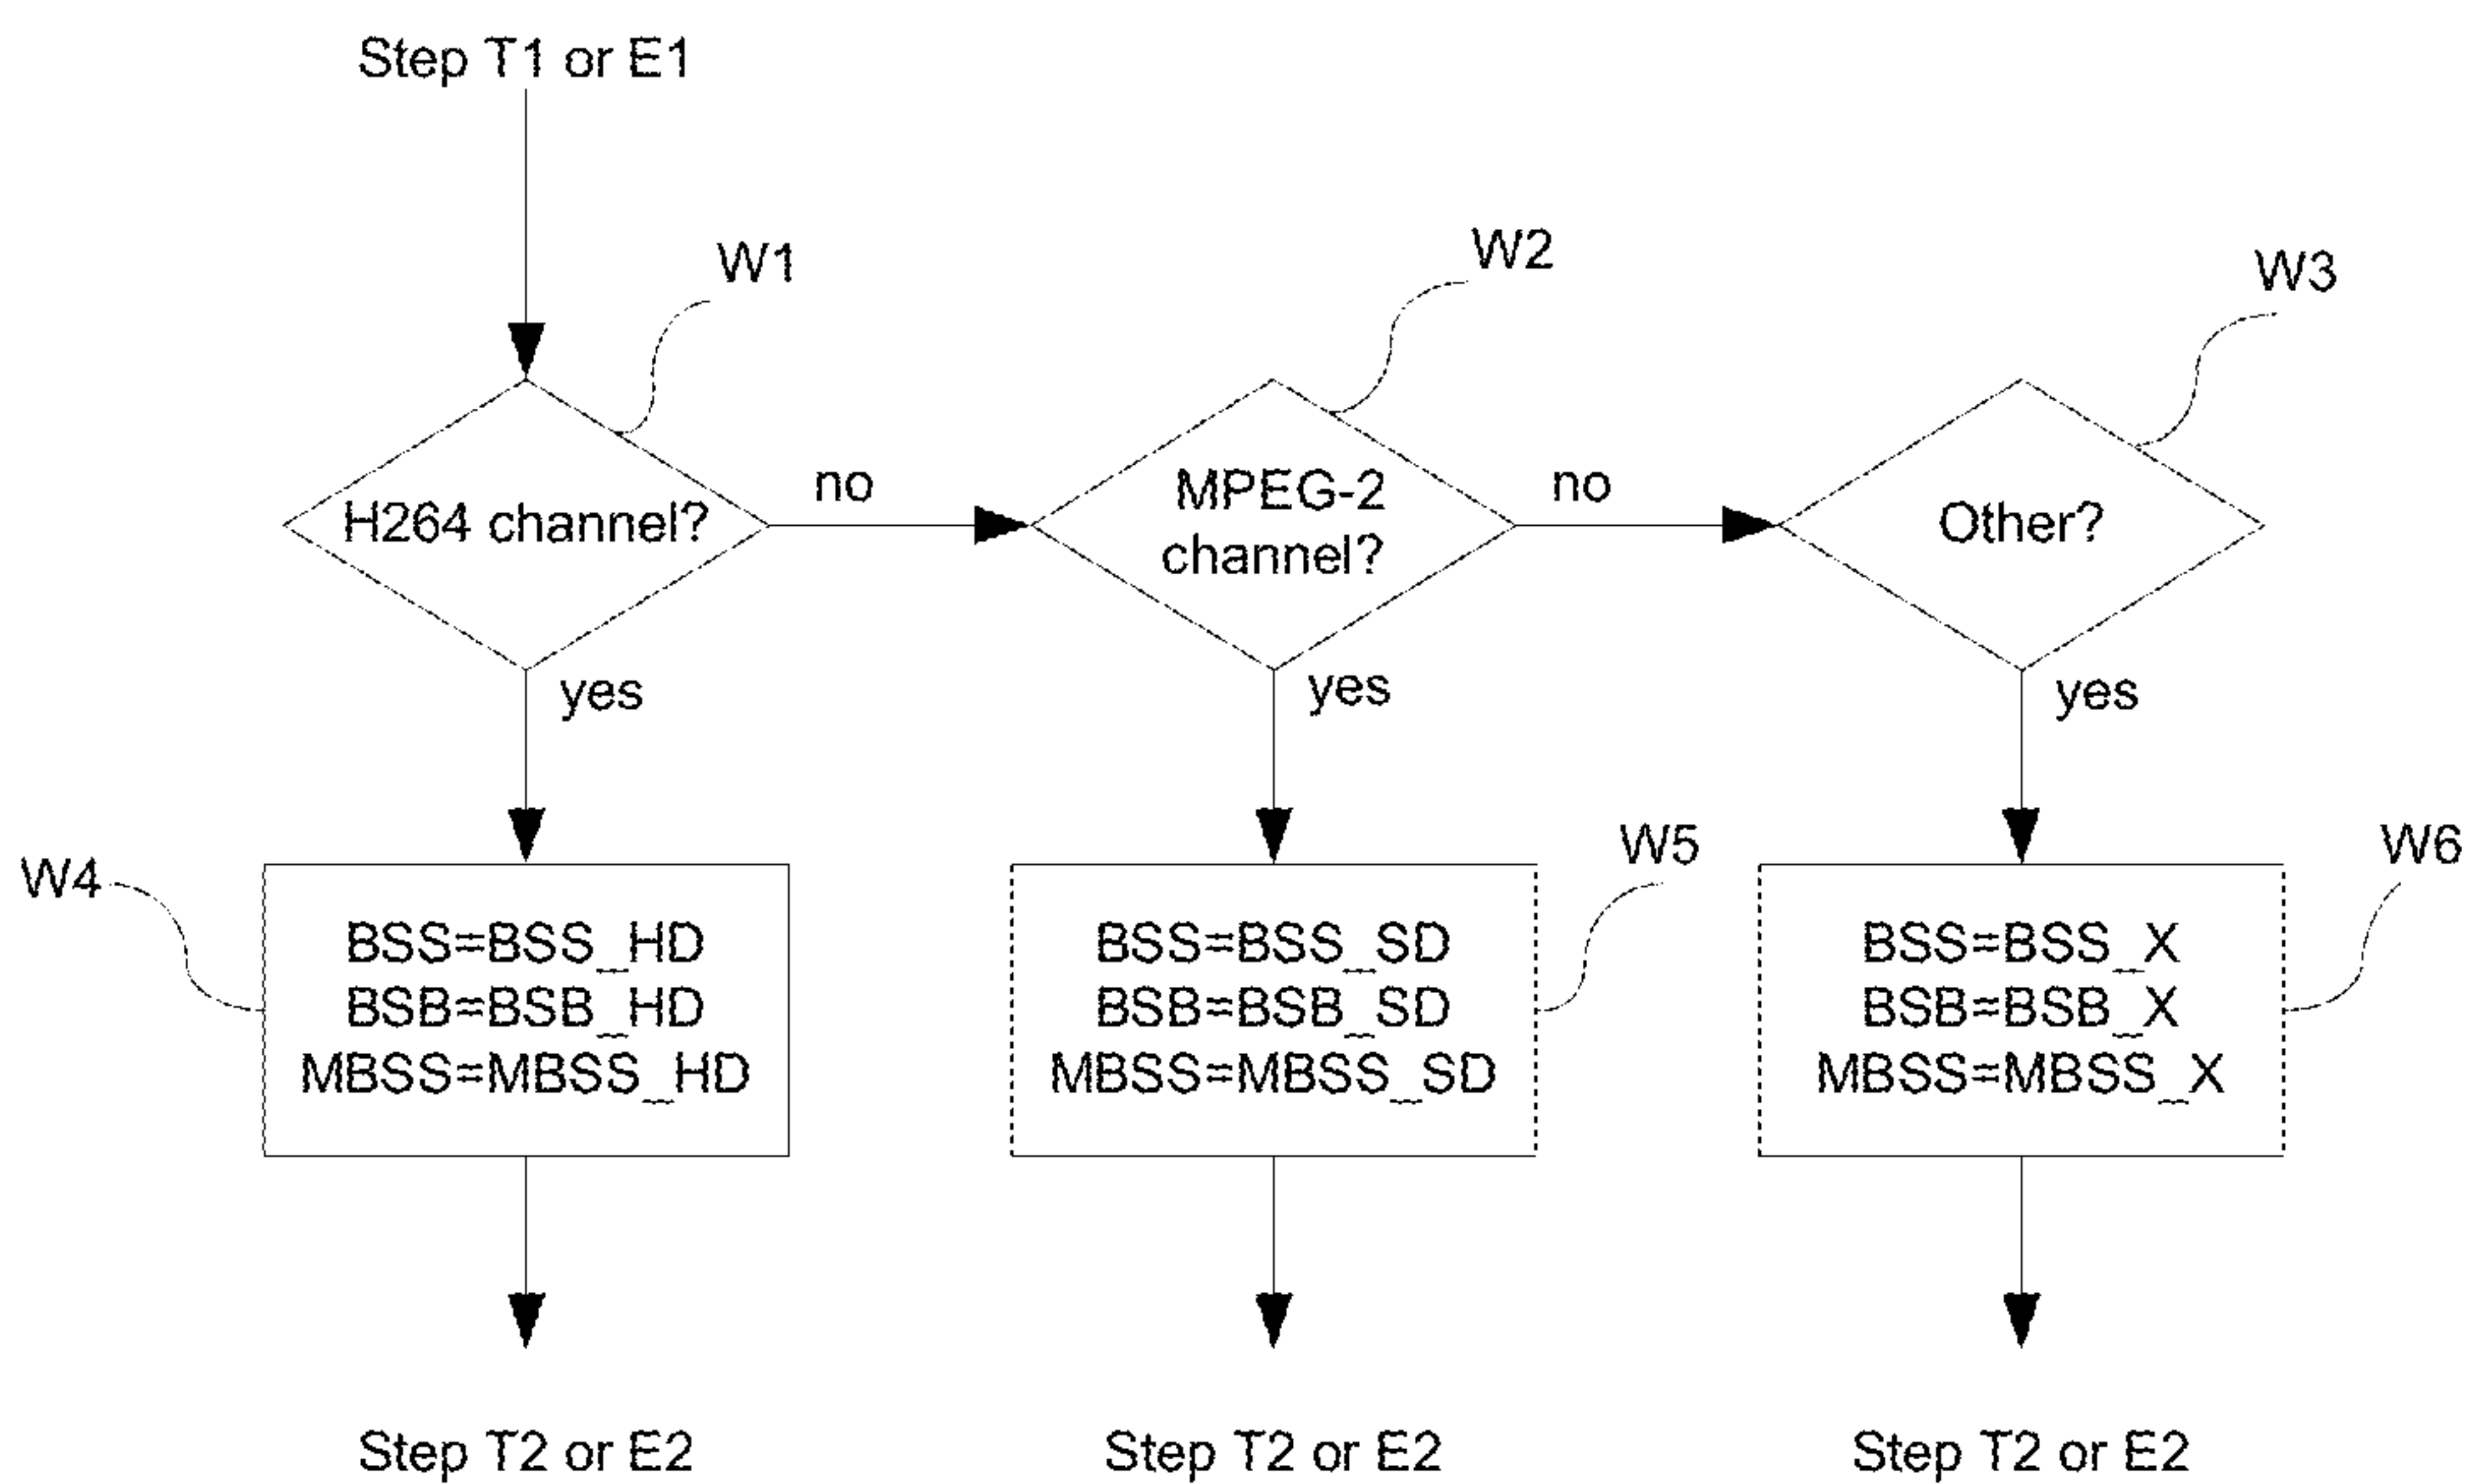 Step T1 or E1
W1
W2
W3
H264 channel?
no
MPEG-2
channel?
no
Other?
yes
yes
yes
W4
W5
W6
BSS=BSS_HD
BSB=BSB_HD
MBSS=MBSS_HD
BSS=BSS_SD
BSB=BSB_SD
MBSS=MBSS_SD
BSS=BSS_X
BSB=BSB_X
MBSS=MBSS_X
Step T2 or E2
Step T2 or E2
Step T2 or E2